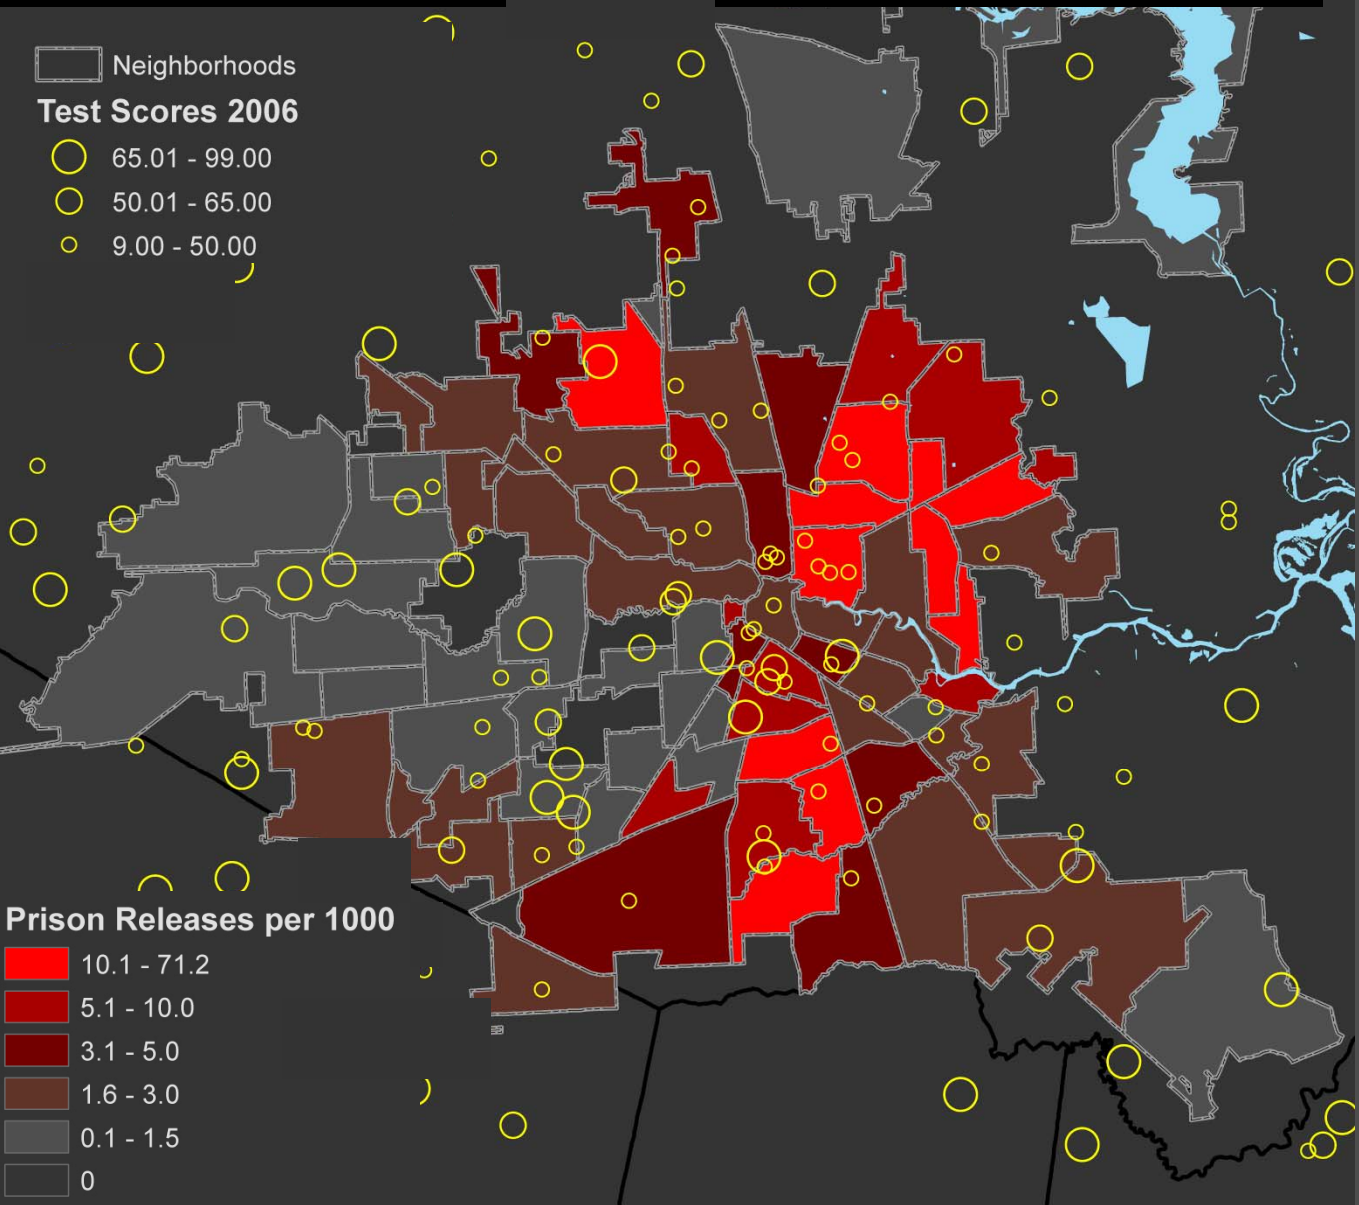 Neighborhoods
Test Scores 2006
65.01 - 99.00
50.01 - 65.00
9.00 - 50.00
Prison Releases per 1000
10.1 - 71.2
5.1 - 10.0
3.1 - 5.0
1.6 - 3.0
0.1 - 1.5
0